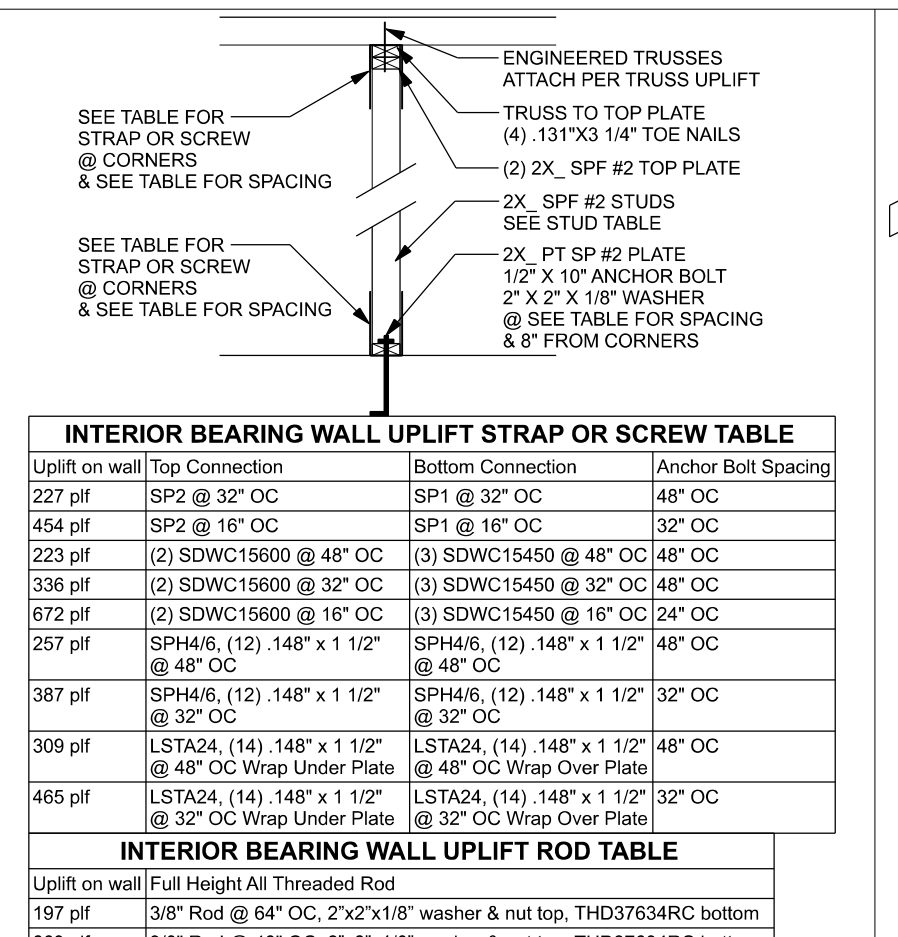 ENGINEERED TRUSSES
ATTACH PER TRUSS UPLIFT
TRUSS TO TOP PLATE
(4) .131"X3 1/4" TOE NAILS
(2) 2X_ SPF #2 TOP PLATE
2X_ SPF #2 STUDS
SEE STUD TABLE
2X_ PT SP #2 PLATE
1/2" X 10" ANCHOR BOLT
2" X 2" X 1/8" WASHER
@ SEE TABLE FOR SPACING
& 8" FROM CORNERS
SEE TABLE FOR
STRAP OR SCREW
@ CORNERS
& SEE TABLE FOR SPACING
SEE TABLE FOR
STRAP OR SCREW
@ CORNERS
& SEE TABLE FOR SPACING
INTERIOR BEARING WALL UPLIFT STRAP OR SCREW TABLE
Uplift on wall Top Connection Bottom Connection Anchor Bolt Spacing
227 plf SP2 @ 32" OC SP1 @ 32" OC 48" OC
454 plf SP2 @ 16" OC SP1 @ 16" OC 32" OC
223 plf (2) SDWC15600 @ 48" OC (3) SDWC15450 @ 48" OC 48" OC
336 plf (2) SDWC15600 @ 32" OC (3) SDWC15450 @ 32" OC 48" OC
672 plf (2) SDWC15600 @ 16" OC (3) SDWC15450 @ 16" OC 24" OC
257 plf SPH4/6, (12) .148" x 1 1/2" SPH4/6, (12) .148" x 1 1/2" 48" OC
@ 48" OC @ 48" OC
387 plf SPH4/6, (12) .148" x 1 1/2" SPH4/6, (12) .148" x 1 1/2" 32" OC
@ 32" OC @ 32" OC
309 plf LSTA24, (14) .148" x 1 1/2" LSTA24, (14) .148" x 1 1/2" 48" OC
@ 48" OC Wrap Under Plate @ 48" OC Wrap Over Plate
465 plf LSTA24, (14) .148" x 1 1/2" LSTA24, (14) .148" x 1 1/2" 32" OC
@ 32" OC Wrap Under Plate @ 32" OC Wrap Over Plate
INTERIOR BEARING WALL UPLIFT ROD TABLE
Uplift on wall Full Height All Threaded Rod
197 plf 3/8" Rod @ 64" OC, 2”x2”x1/8” washer & nut top, THD37634RC bottom